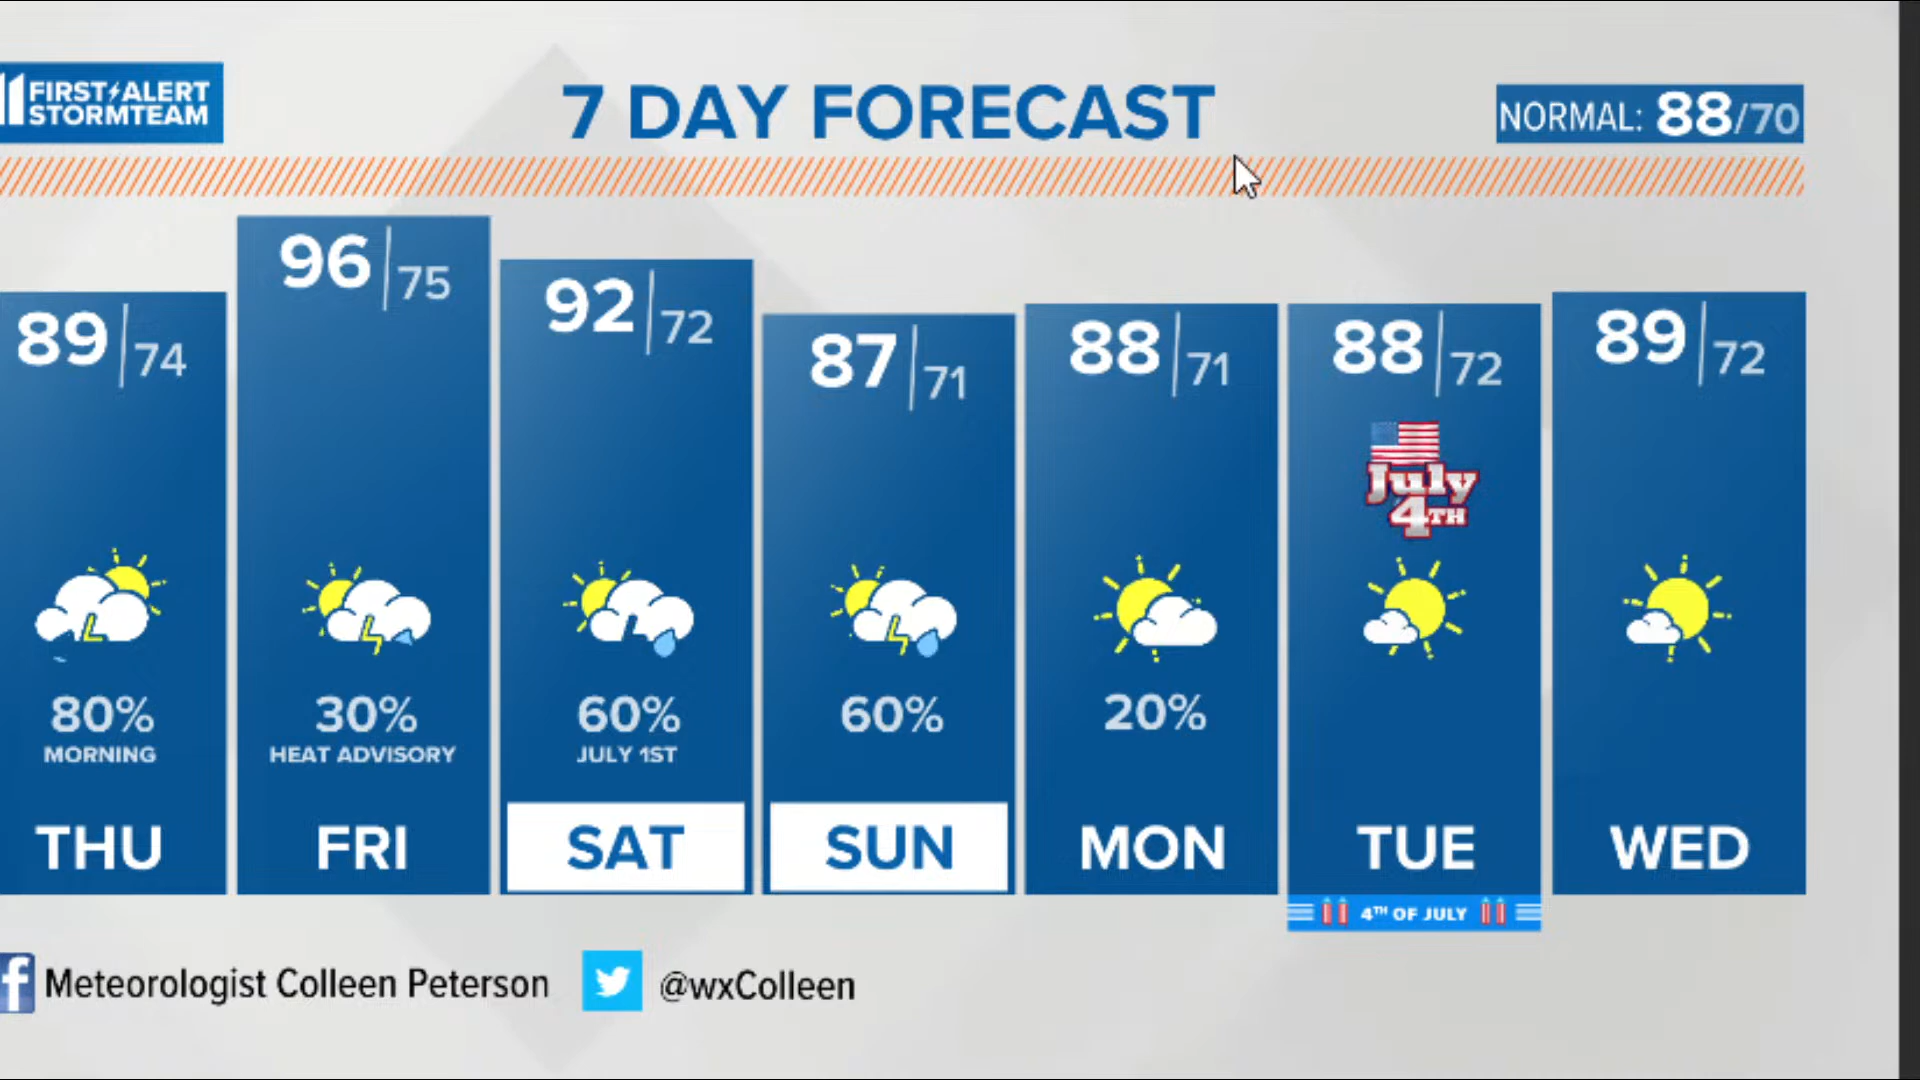 11 FIRST ALERT
STORMTEAM
7 DAY FORECAST
NORMAL: 88/70
89 74
80%
MORNING
THU
96 75
30%
HEAT ADVISORY
FRI
92 72
60%
JULY 1ST
SAT
87 71
60%
SUN
88 71
20%
MON
88 72
July
4TH
TUE
4TH OF JULY
89 72
WED
f Meteorologist Colleen Peterson
@wxColleen